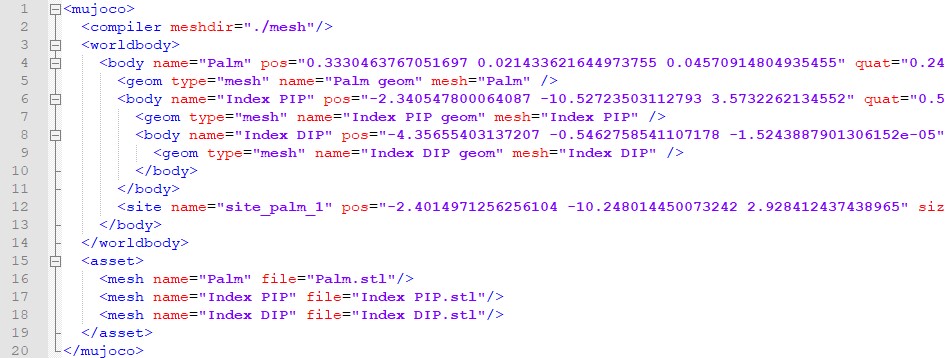 1 <mujoco>
2 <compiler meshdir="./mesh"/>
3 <worldbody>
4 <body name="Palm" pos="0.3330463767051697 0.021433621644973755 0.04570914804935455" quat="0.24
5 <geom type="mesh" name="Palm geom" mesh="Palm" />
6 <body name="Index PIP" pos="-2.340547800064087 -10.52723503112793 3.5732262134552" quat="0.5
7 <geom type="mesh" name="Index PIP geom" mesh="Index PIP" />
8 <body name="Index DIP" pos="-4.35655403137207 -0.5462758541107178 -1.5243887901306152e-05"
9 <geom type="mesh" name="Index DIP geom" mesh="Index DIP" />
10 </body>
11 </body>
12 <site name="site_palm_1" pos="-2.4014971256256104 -10.248014450073242 2.928412437438965" siz
13 </body>
14 </worldbody>
15 <asset>
16 <mesh name="Palm" file="Palm.stl"/>
17 <mesh name="Index PIP" file="Index PIP.stl"/>
18 <mesh name="Index DIP" file="Index DIP.stl"/>
19 </asset>
20 </mujoco>